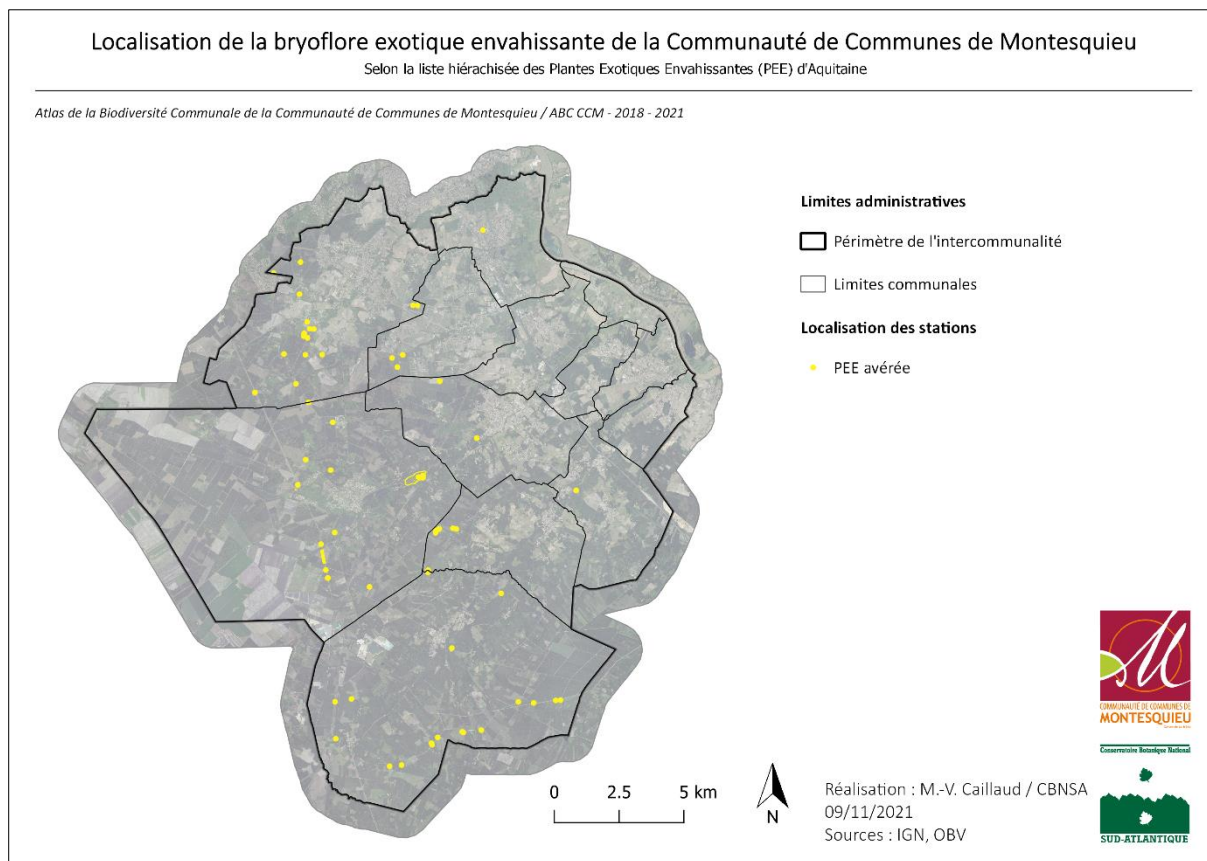 Localisation de la bryoflore exotique envahissante de la Communauté de Communes de Montesquieu
Selon la liste hiérachisée des Plantes Exotiques Envahissantes (PEE) d'Aquitaine
Atlas de la Biodiversité Communale de la Communauté de Communes de Montesquieu / ABC CCM - 2018 - 2021
Limites administratives
Périmètre de l'intercommunalité
Limites communales
Localisation des stations
PEE avérée
0 2.5 5 km
N
Réalisation : M.-V. Caillaud / CBNSA
09/11/2021
Sources : IGN, OBV
COMMUNAUTÉ DE COMMUNES DE
MONTESQUIEU
Conservatoire Botanique National
SUD-ATLANTIQUE